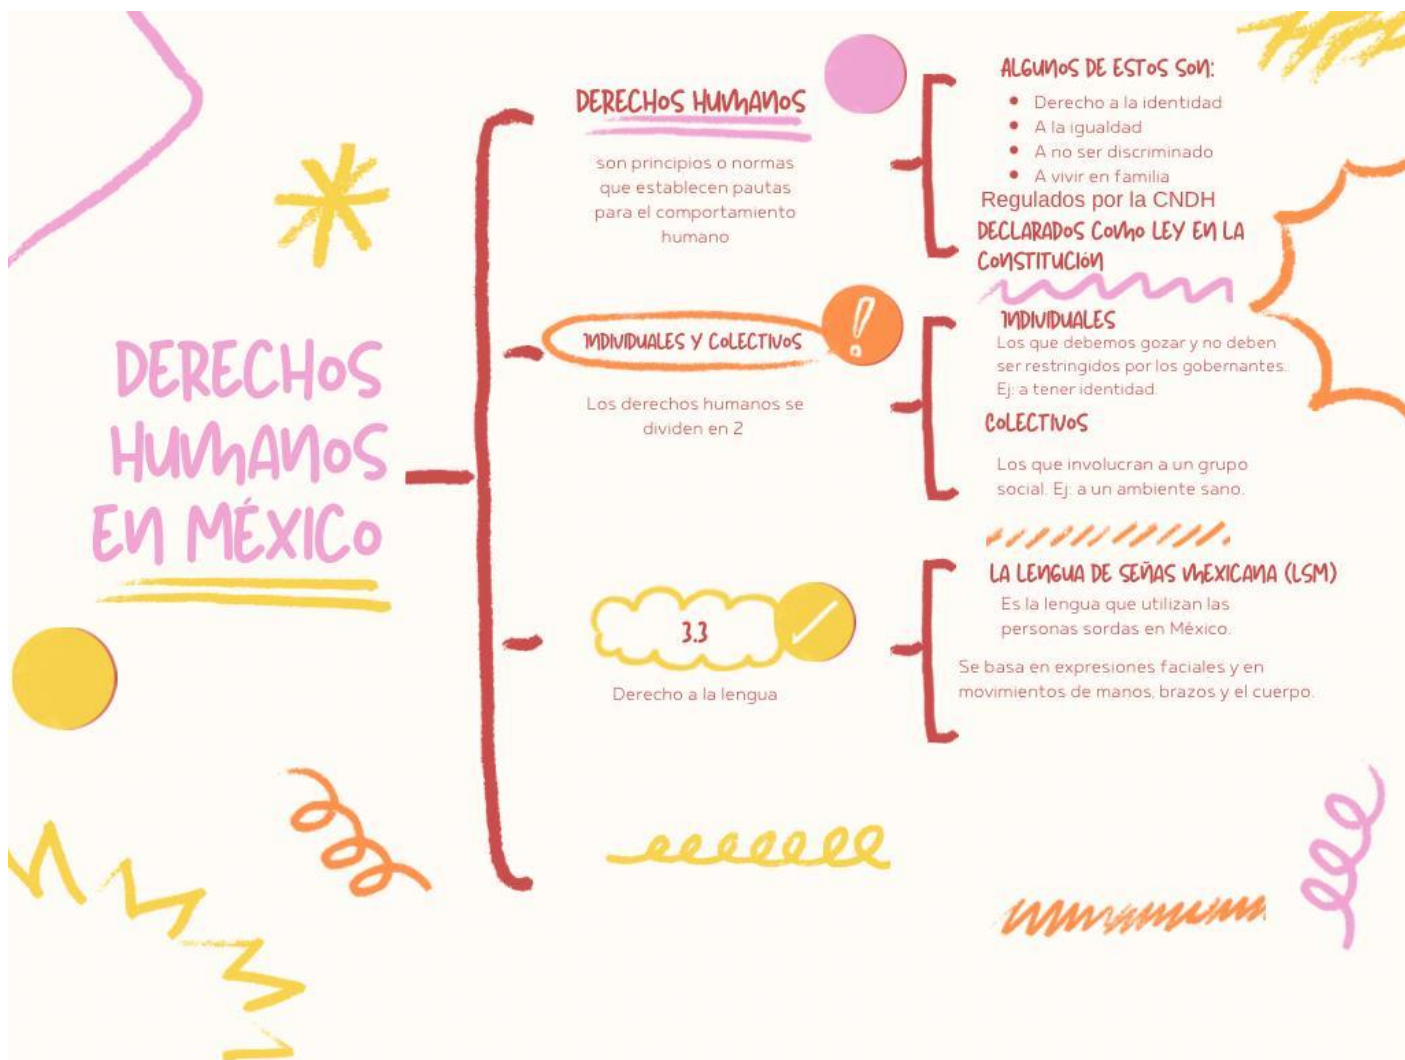 DERECHOS
HUMANOS
EN MÉXICO
DERECHOS HUMANOS
son principios o normas
que establecen pautas
para el comportamiento
humano
ALGUNOS DE ESTOS SON:
• Derecho a la identidad
• A la igualdad
• A no ser discriminado
• A vivir en familia
Regulados por la CNDH
DECLARADOS COMO LEY EN LA
CONSTITUCIÓN
INDIVIDUALES Y COLECTIVOS
Los derechos humanos se
dividen en 2
INDIVIDUALES
Los que debemos gozar y no deben
ser restringidos por los gobernantes.
Ej: a tener identidad.
COLECTIVOS
Los que involucran a un grupo
social. Ej: a un ambiente sano.
3.3
Derecho a la lengua
LA LENGUA DE SEÑAS MEXICANA (LSM)
Es la lengua que utilizan las
personas sordas en México.
Se basa en expresiones faciales y en
movimientos de manos, brazos y el cuerpo.